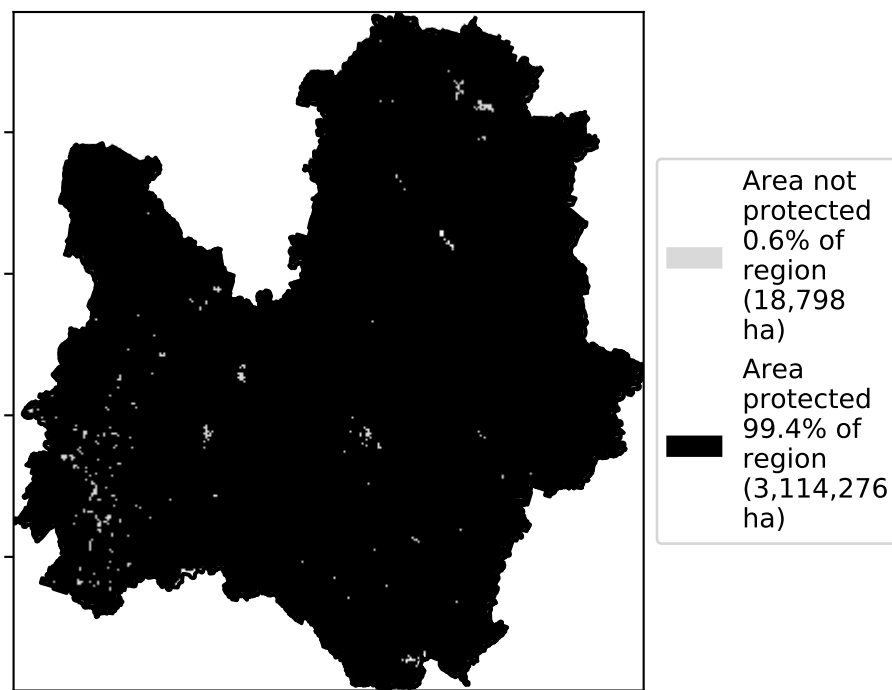 Area not
protected
0.6% of
region
(18,798
ha)
Area
protected
99.4% of
region
(3,114,276
ha)